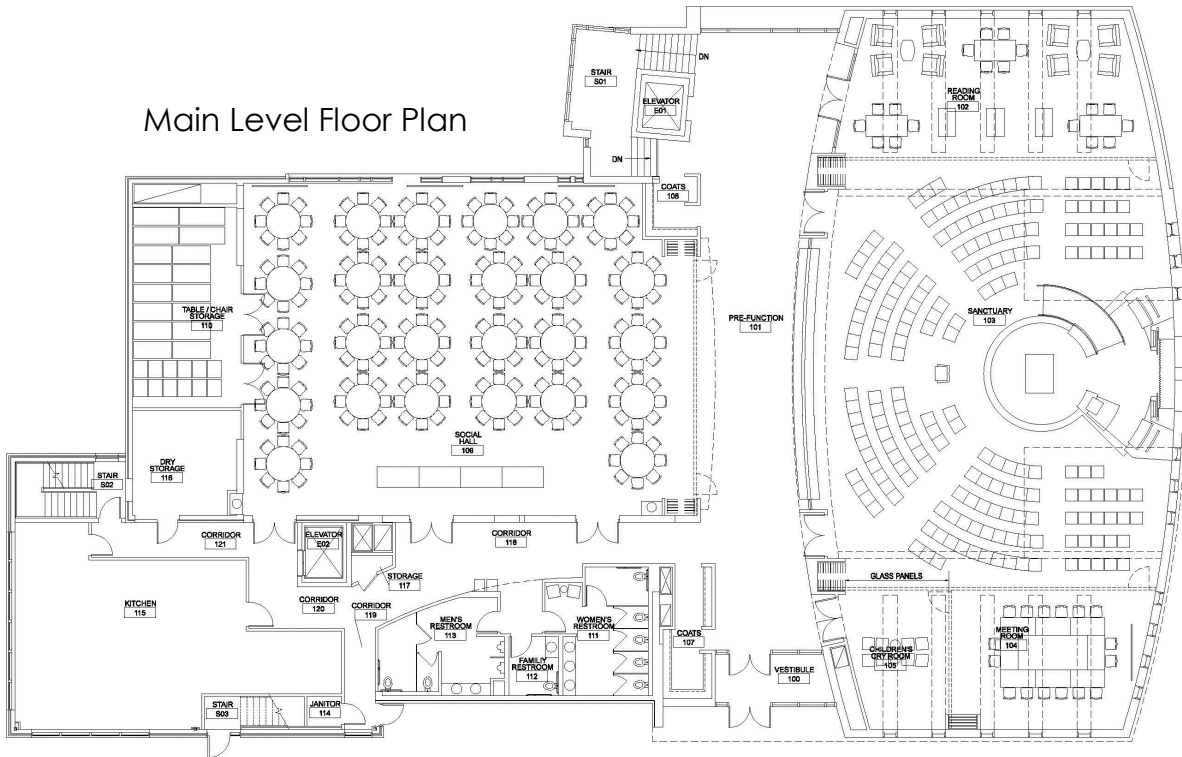 Main Level Floor Plan
STAIR
S01
DN
ELEVATOR
E01
DN
COATS
108
READING
ROOM
102
TABLE / CHAIR
STORAGE
110
PRE-FUNCTION
101
SANCTUARY
103
SOCIAL
HALL
109
DRY
STORAGE
116
STAIR
S02
CORRIDOR
121
ELEVATOR
E02
CORRIDOR
118
STORAGE
117
GLASS PANELS
KITCHEN
115
CORRIDOR
120
CORRIDOR
119
MEN'S
RESTROOM
113
WOMEN'S
RESTROOM
111
FAMILIY
RESTROOM
112
COATS
107
VESTIBULE
100
CHILDREN'S
CRY ROOM
105
MEETING
ROOM
104
STAIR
S03
JANITOR
114